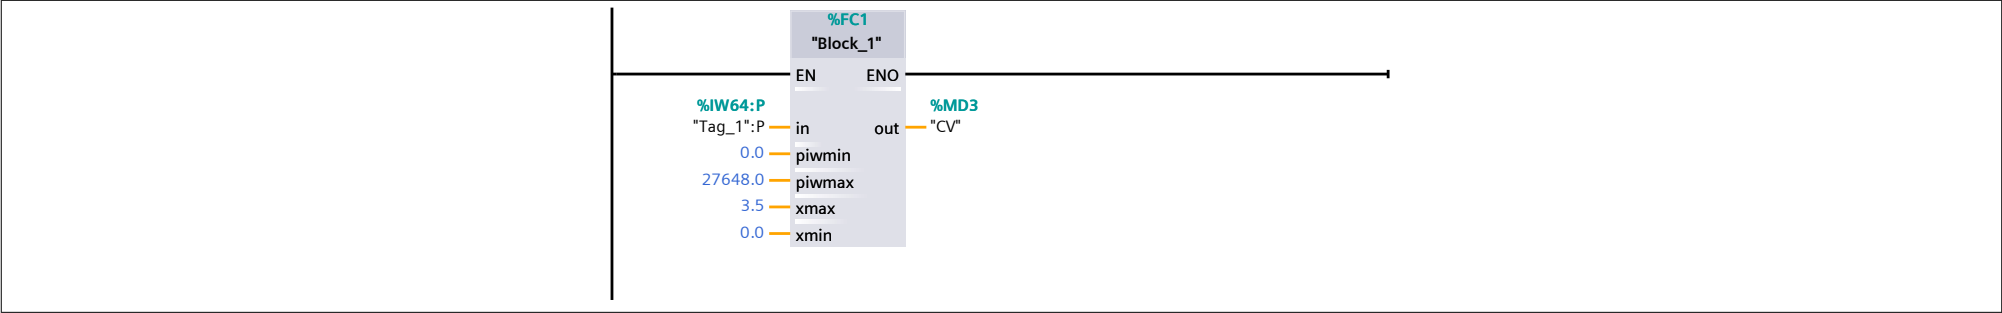 %FC1
"Block_1"
EN ENO
%IW64:P %MD3
"Tag_1":P in out "CV"
0.0 piwmin
27648.0 piwmax
3.5 xmax
0.0 xmin